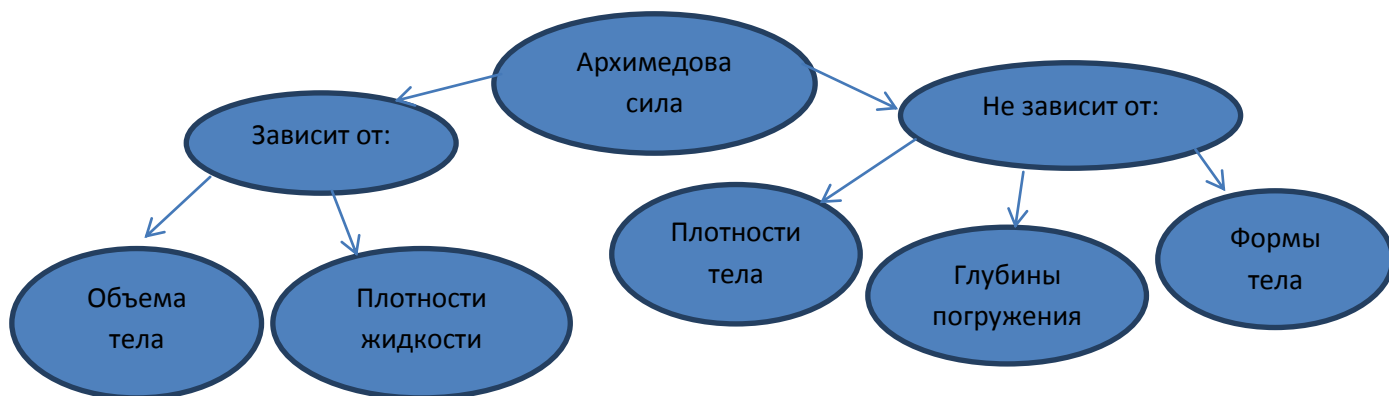 Архимедова
сила
Зависит от:
Не зависит от:
Объема
тела
Плотности
жидкости
Плотности
тела
Глубины
погружения
Формы
тела